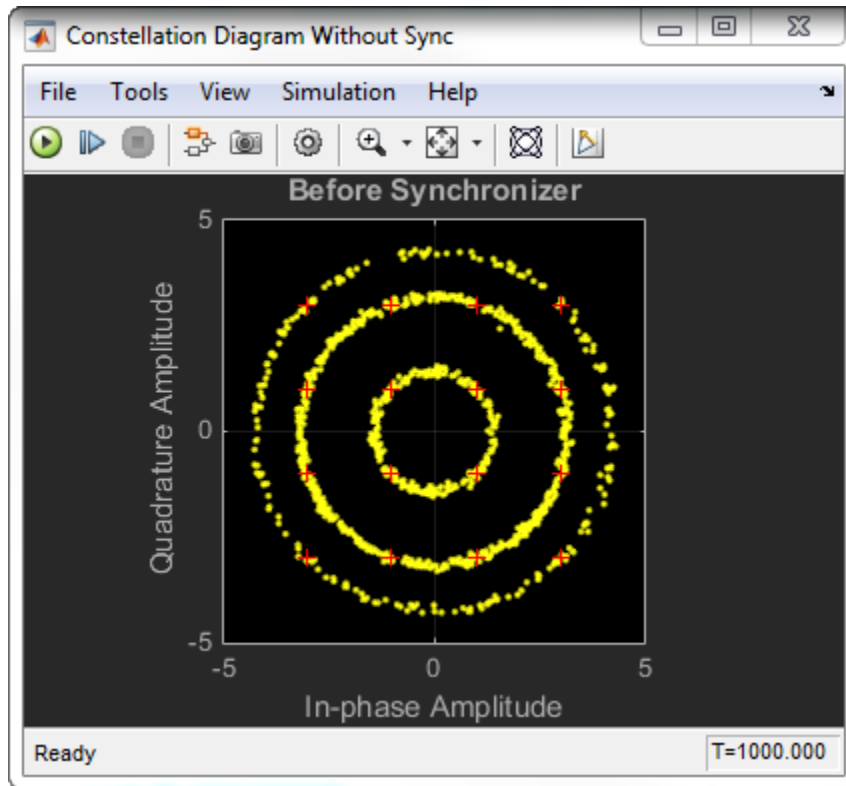 Constellation Diagram Without Sync
File Tools View Simulation Help
Before Synchronizer
5
Quadrature Amplitude
0
-5
-5 0 5
In-phase Amplitude
Ready T=1000.000